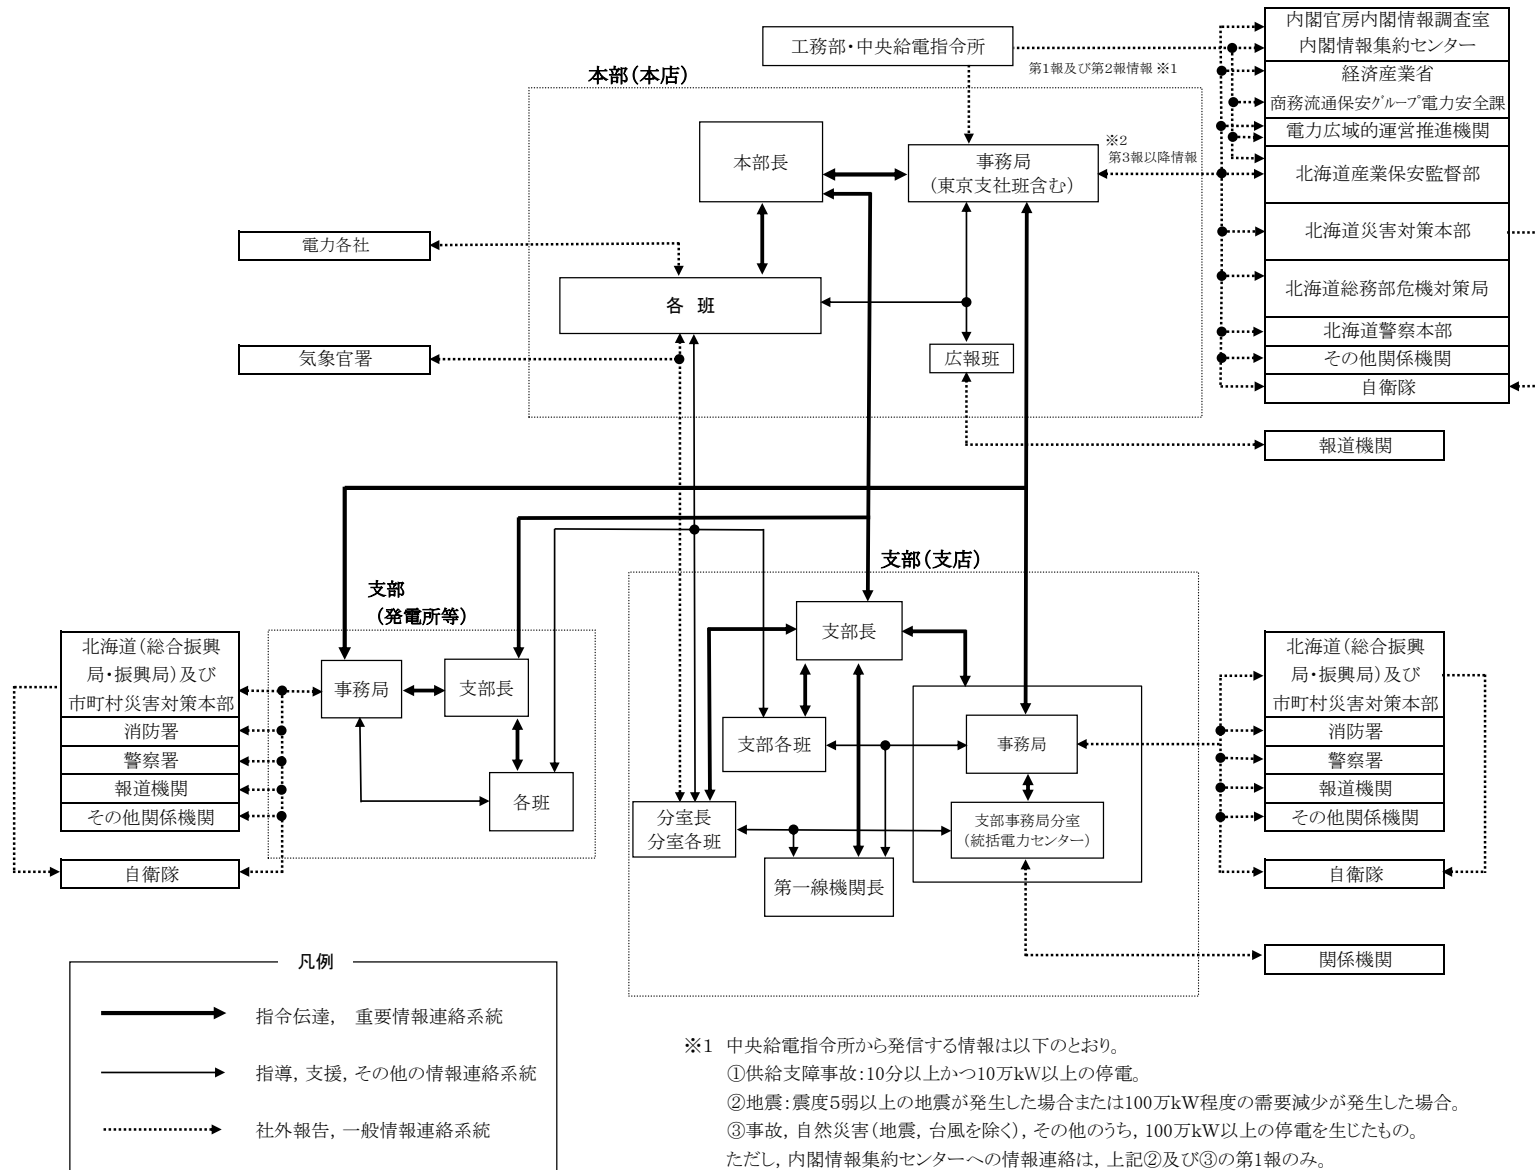 工務部・中央給電指令所
第1報及び第2報情報 ※1
内閣官房内閣情報調査室
内閣情報集約センター
経済産業省
商務流通保安グループ電力安全課
電力広域的運営推進機関
北海道産業保安監督部
北海道災害対策本部
北海道総務部危機対策局
北海道警察本部
その他関係機関
自衛隊
報道機関
本部(本店)
本部長
事務局
(東京支社班含む)
※2
第3報以降情報
電力各社
各 班
気象官署
広報班
支部
(発電所等)
北海道(総合振興
局・振興局)及び
市町村災害対策本部
消防署
警察署
報道機関
その他関係機関
自衛隊
事務局
支部長
各班
支部(支店)
支部長
支部各班
事務局
分室長
分室各班
支部事務局分室
(統括電力センター)
第一線機関長
北海道(総合振興
局・振興局)及び
市町村災害対策本部
消防署
警察署
報道機関
その他関係機関
自衛隊
関係機関
凡例
指令伝達, 重要情報連絡系統
指導, 支援, その他の情報連絡系統
社外報告, 一般情報連絡系統
※1 中央給電指令所から発信する情報は以下のとおり。
①供給支障事故:10分以上かつ10万kW以上の停電。
②地震:震度5弱以上の地震が発生した場合または100万kW程度の需要減少が発生した場合。
③事故, 自然災害(地震, 台風を除く), その他のうち, 100万kW以上の停電を生じたもの。
ただし, 内閣情報集約センターへの情報連絡は, 上記②及び③の第1報のみ。